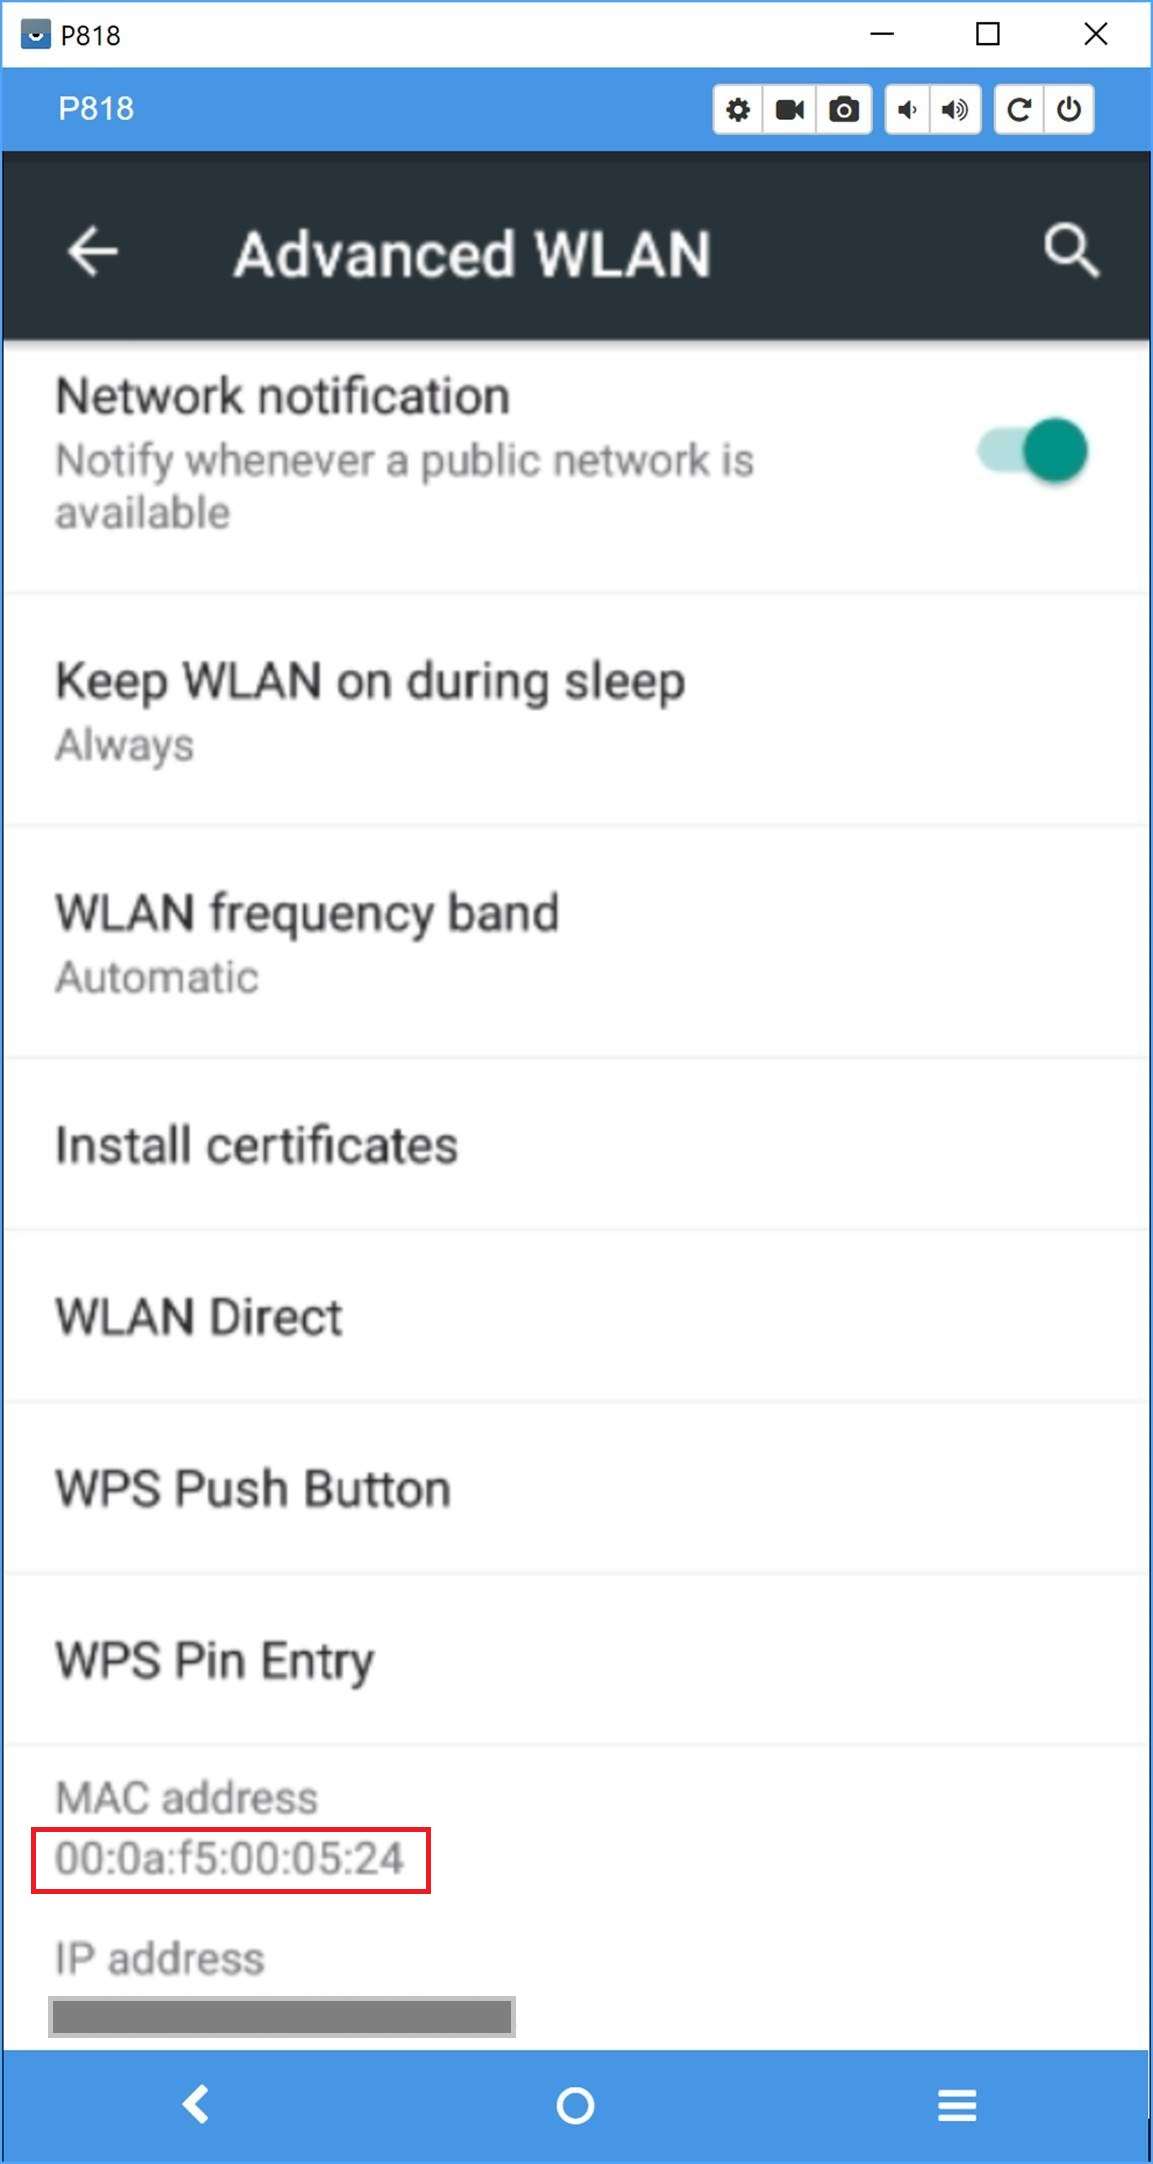 P818
P818
Advanced WLAN
Network notification
Notify whenever a public network is
available
Keep WLAN on during sleep
Always
WLAN frequency band
Automatic
Install certificates
WLAN Direct
WPS Push Button
WPS Pin Entry
MAC address
00:0a:f5:00:05:24
IP address